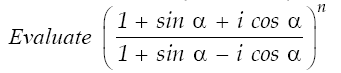 Evaluate ( (1 + sin α + i cos α) / (1 + sin α − i cos α) )^n